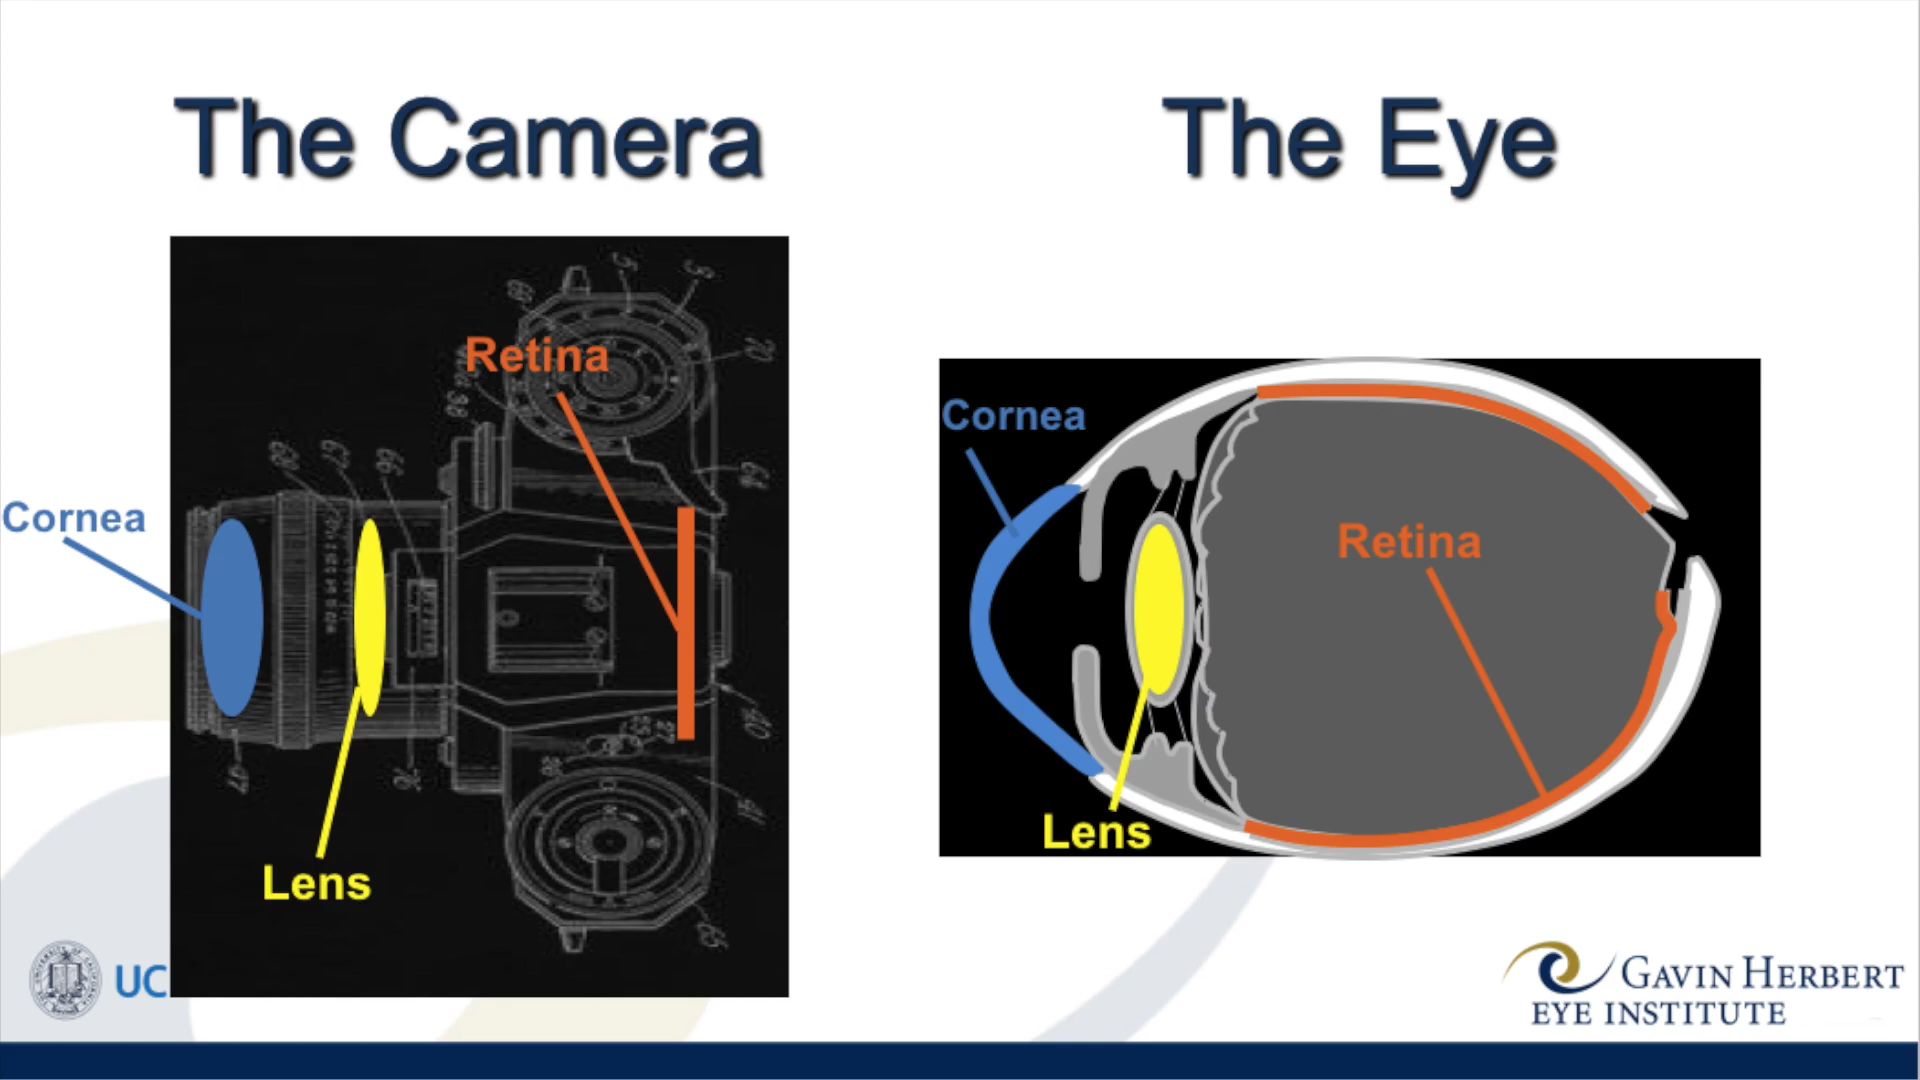 The Camera
The Eye
Retina
Cornea
Lens
Cornea
Retina
Lens
UC
GAVIN HERBERT
EYE INSTITUTE